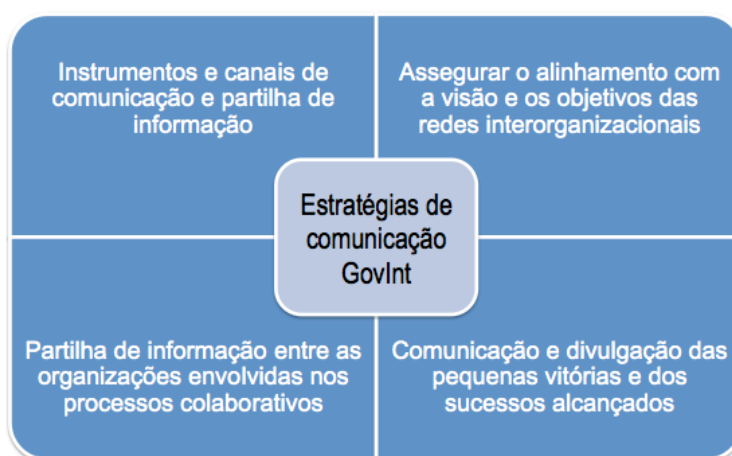 Instrumentos e canais de
comunicação e partilha de
informação
Assegurar o alinhamento com
a visão e os objetivos das
redes interorganizacionais
Estratégias de
comunicação
GovInt
Partilha de informação entre as
organizações envolvidas nos
processos colaborativos
Comunicação e divulgação das
pequenas vitórias e dos
sucessos alcançados